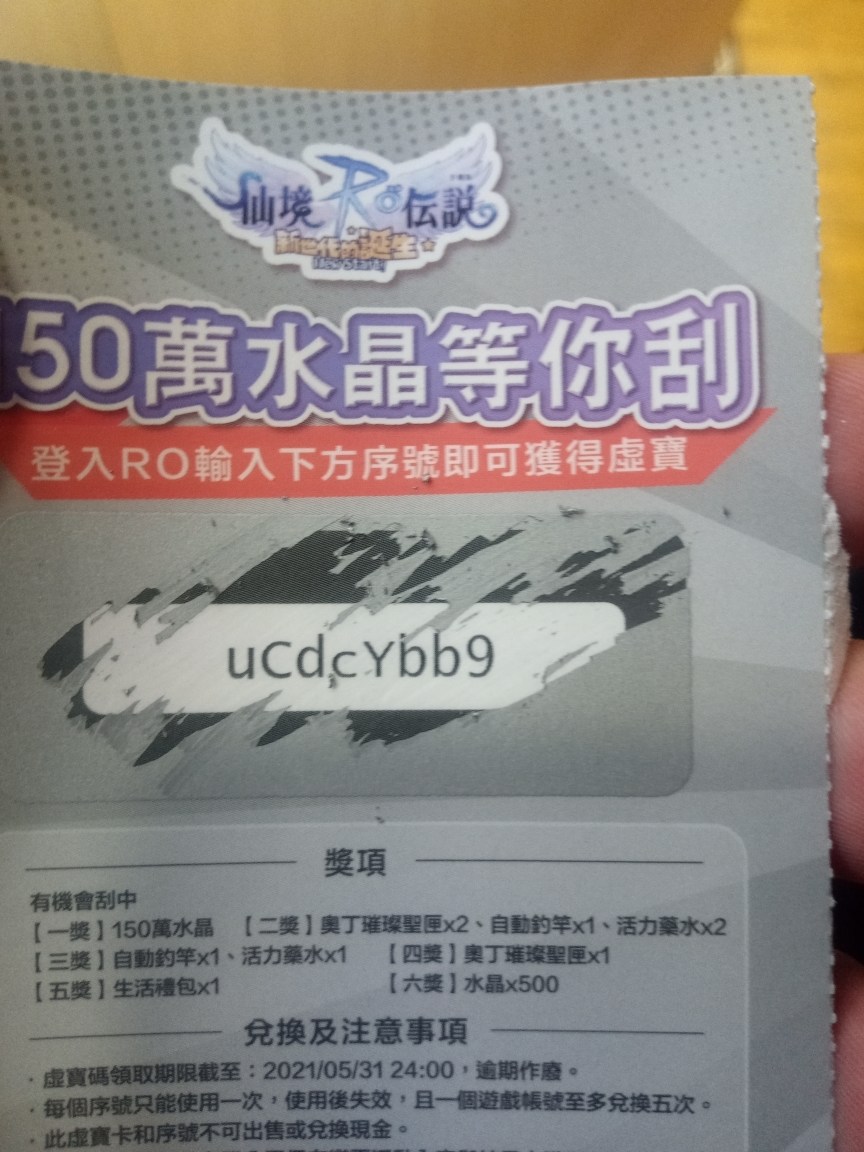 仙境RO伝説
新世代的誕生
New Start!
150萬水晶等你刮
登入RO輸入下方序號即可獲得虛寶
uCdcYbb9
獎項
有機會刮中
【一獎】150萬水晶 【二獎】奧丁璀璨聖匣x2、自動釣竿x1、活力藥水x2
【三獎】自動釣竿x1、活力藥水x1 【四獎】奧丁璀璨聖匣x1
【五獎】生活禮包x1 【六獎】水晶x500
兌換及注意事項
·虛寶碼領取期限截至：2021/05/31 24:00，逾期作廢。
·每個序號只能使用一次，使用後失效，且一個遊戲帳號至多兌換五次。
·此虛寶卡和序號不可出售或兌換現金。